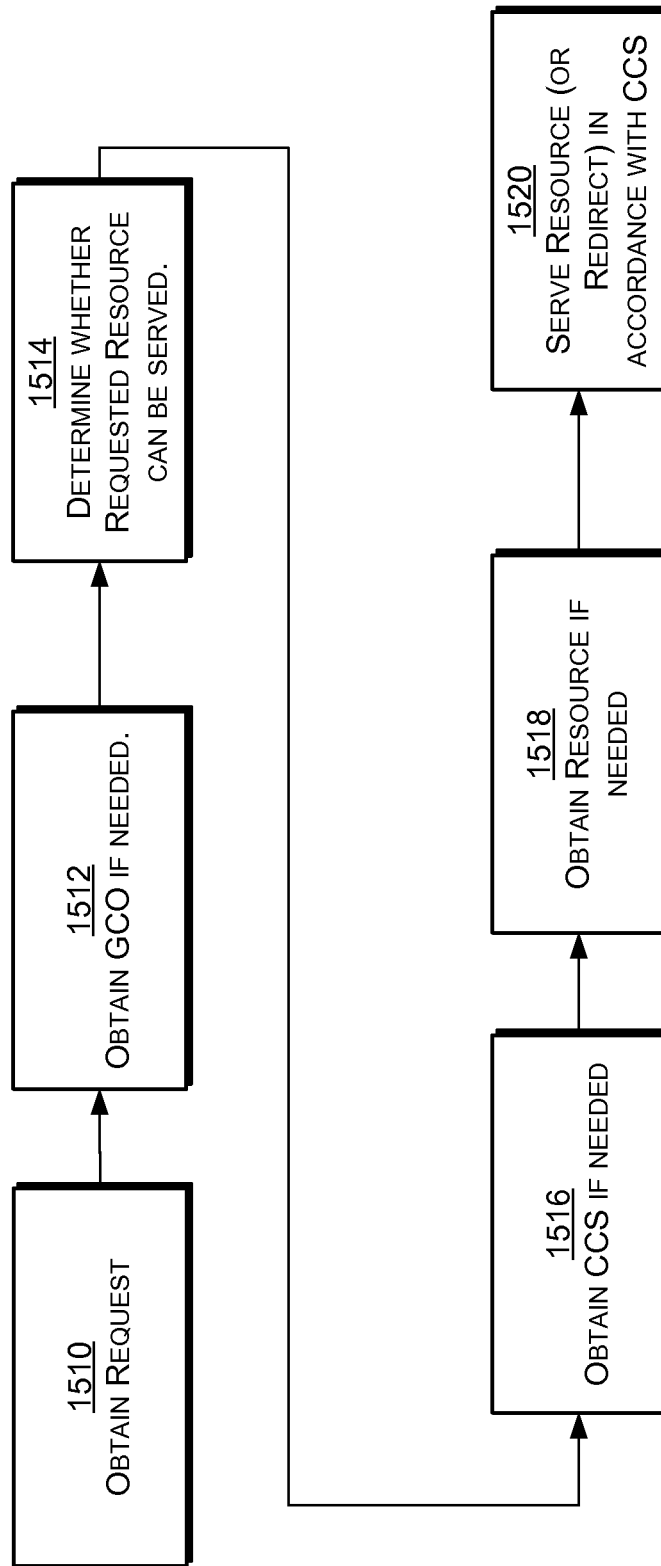 1510
OBTAIN REQUEST
1512
OBTAIN GCO IF NEEDED.
1514
DETERMINE WHETHER
REQUESTED RESOURCE
CAN BE SERVED.
1516
OBTAIN CCS IF NEEDED
1518
OBTAIN RESOURCE IF
NEEDED
1520
SERVE RESOURCE (OR
REDIRECT) IN
ACCORDANCE WITH CCS